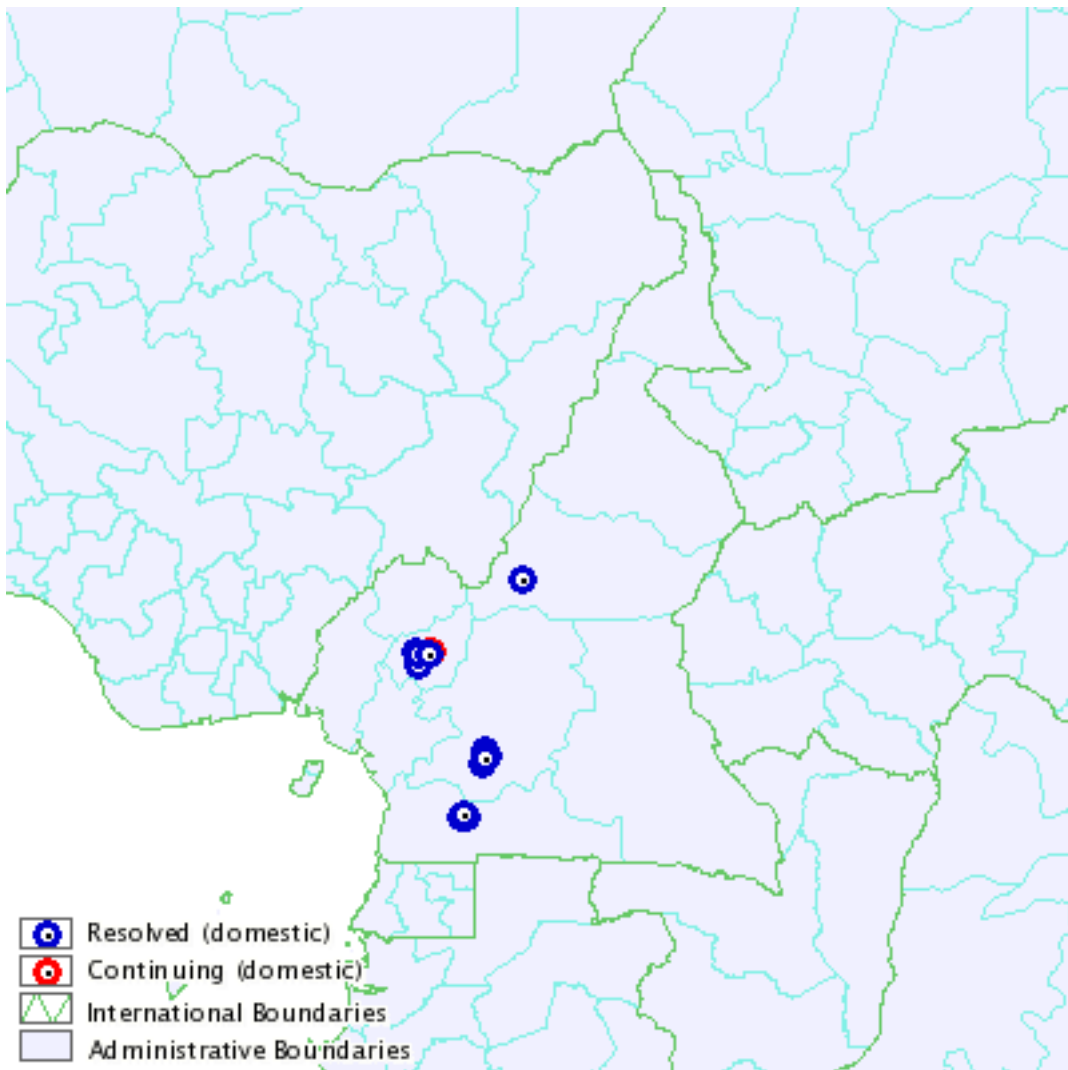 Resolved (domestic)
Continuing (domestic)
International Boundaries
Administrative Boundaries